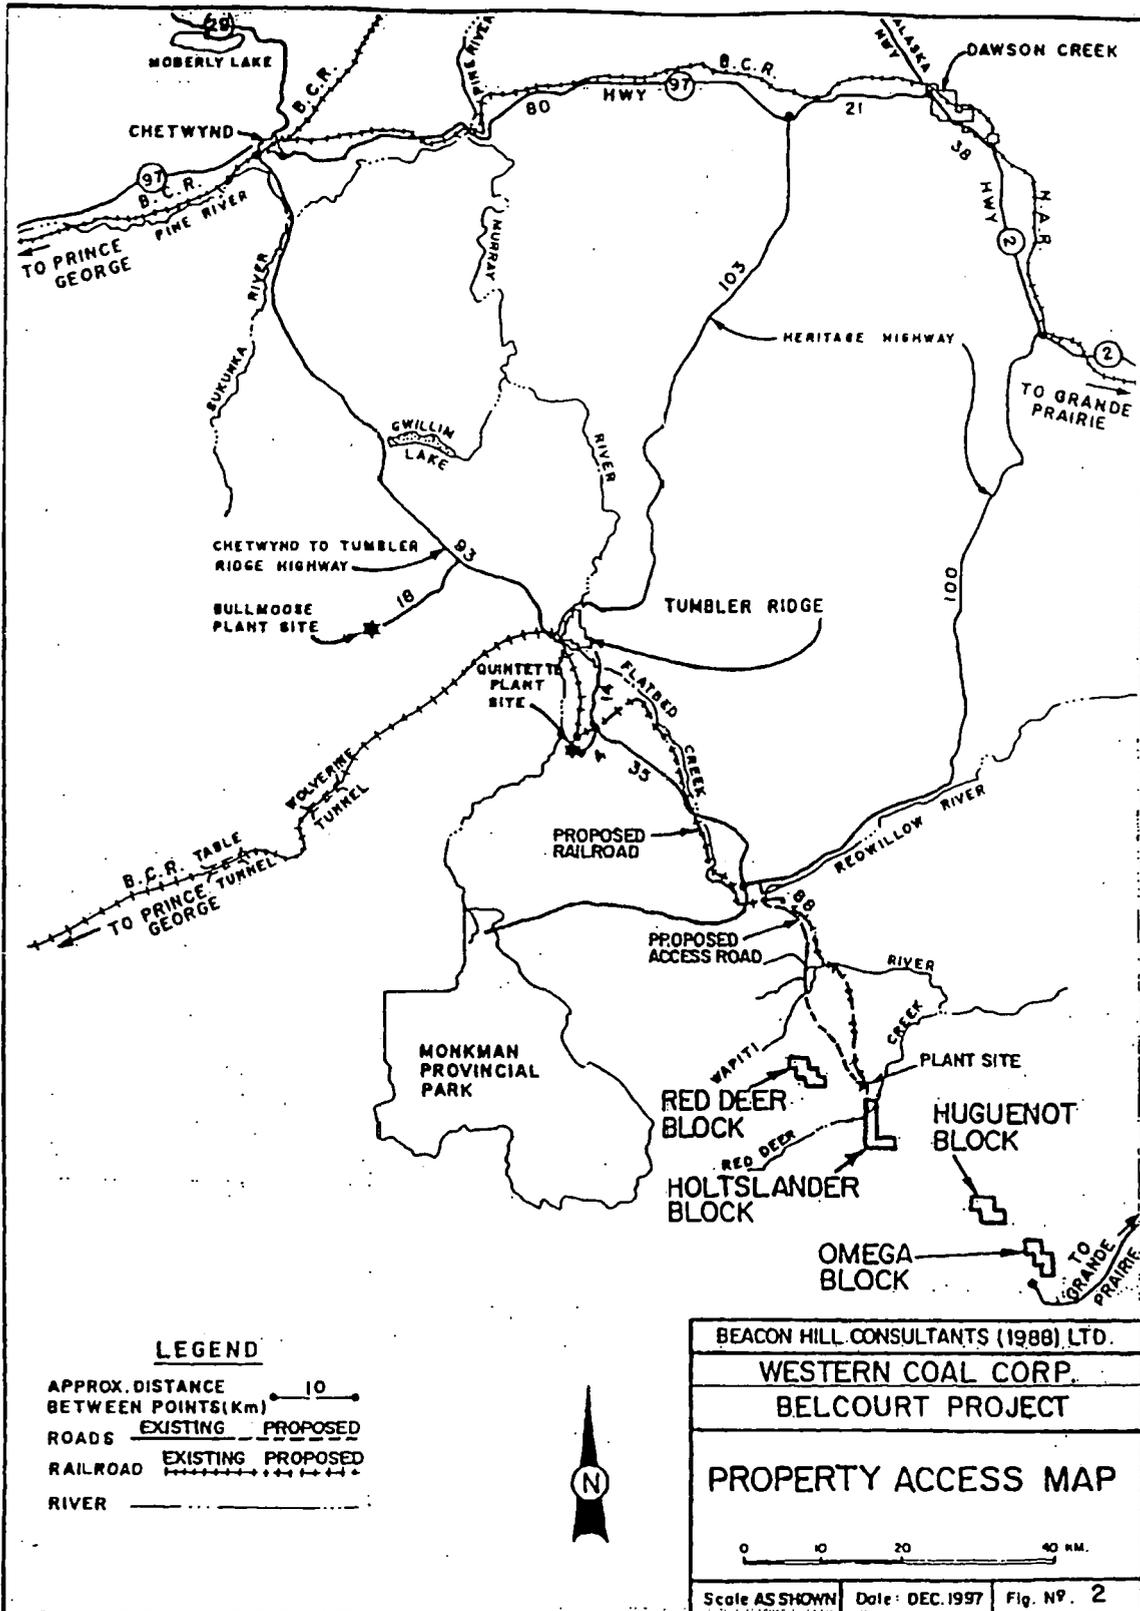 29
MOBERLY LAKE
B.C.R.
PINE RIVER
80
HWY
97
B.C.R.
ALASKA
HWY
DAWSON CREEK
21
38
CHETWYND
97
B.C.R.
PINE RIVER
TO PRINCE
GEORGE
HWY
2
N.A.R.
MURRAY
RIVER
SUKUNKA
RIVER
103
HERITAGE HIGHWAY
2
TO GRANDE
PRAIRIE
GWILLIM
LAKE
CHETWYND TO TUMBLER
RIDGE HIGHWAY
93
18
BULLMOOSE
PLANT SITE
TUMBLER RIDGE
100
QUINTETTE
PLANT
SITE
14
FLATBED
CREEK
4
35
WOLVERINE
TUNNEL
PROPOSED
RAILROAD
REDWILLOW RIVER
B.C.R. TABLE
TUNNEL
TO PRINCE
GEORGE
88
PROPOSED
ACCESS ROAD
RIVER
CREEK
WAPITI
MONKMAN
PROVINCIAL
PARK
PLANT SITE
RED DEER
BLOCK
HUGUENOT
BLOCK
RED DEER
HOLTSLANDER
BLOCK
OMEGA
BLOCK
TO
GRANDE
PRAIRIE
LEGEND
APPROX. DISTANCE
BETWEEN POINTS(Km) 10
ROADS EXISTING PROPOSED
RAILROAD EXISTING PROPOSED
RIVER
N
BEACON HILL CONSULTANTS (1988) LTD.
WESTERN COAL CORP.
BELCOURT PROJECT
PROPERTY ACCESS MAP
0 10 20 40 KM.
Scale AS SHOWN Date: DEC. 1997 Fig. Nº. 2